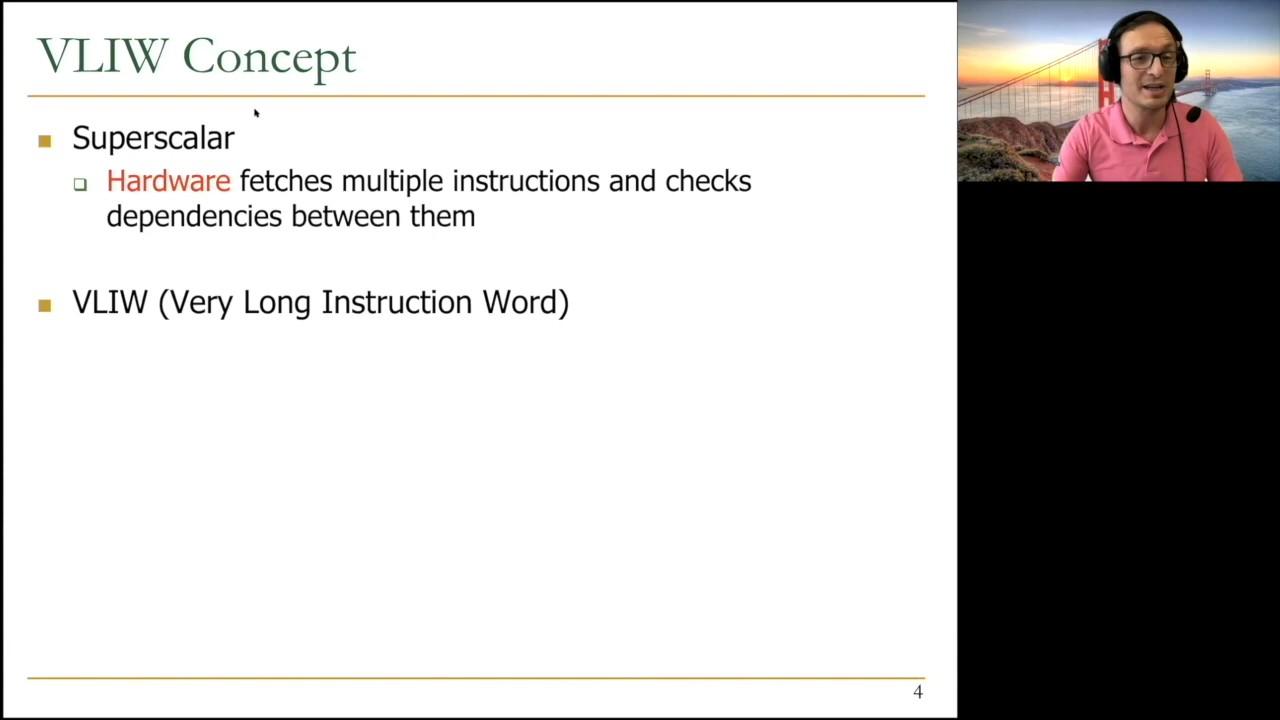 VLIW Concept
Superscalar
Hardware fetches multiple instructions and checks
dependencies between them
VLIW (Very Long Instruction Word)
4